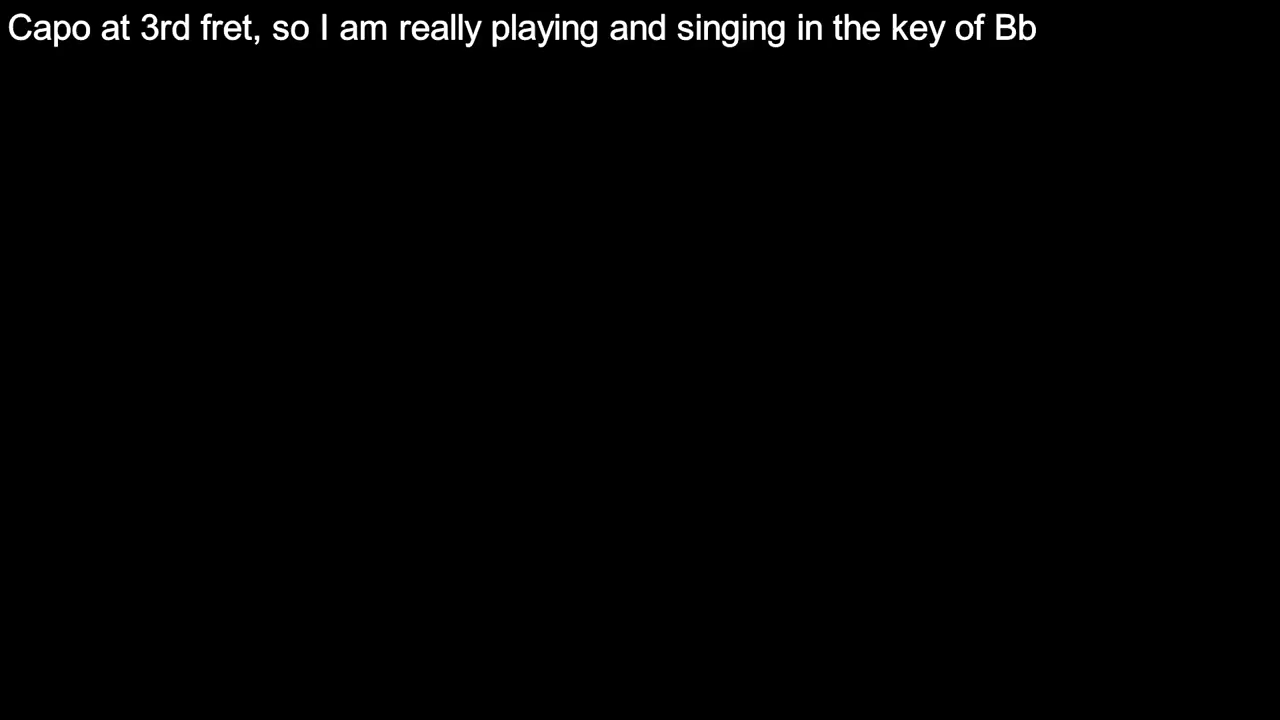 Capo at 3rd fret, so I am really playing and singing in the key of Bb